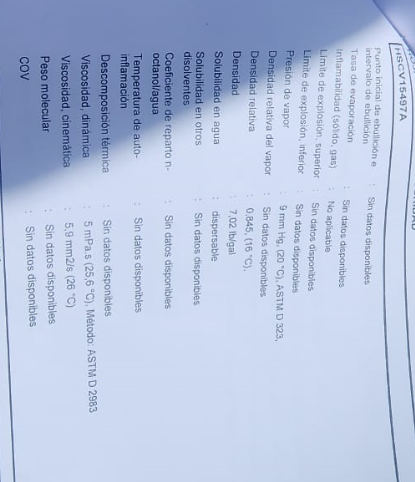 HSCV15497A
Punto inicial de ebullición e
intervalo de ebullición : Sin datos disponibles
Tasa de evaporación : Sin datos disponibles
Inflamabilidad (sólido, gas) : No aplicable
Límite de explosión, superior : Sin datos disponibles
Límite de explosión, inferior : Sin datos disponibles
Presión de vapor : 9 mm Hg, (20 °C), ASTM D 323,
Densidad relativa del vapor : Sin datos disponibles
Densidad relativa : 0,845, (16 °C),
Densidad : 7,02 lb/gal
Solubilidad en agua : dispersable
Solubilidad en otros
disolventes : Sin datos disponibles
Coeficiente de reparto n-
octanol/agua : Sin datos disponibles
Temperatura de auto-
inflamación : Sin datos disponibles
Descomposición térmica : Sin datos disponibles
Viscosidad, dinámica : 5 mPa.s (25,6 °C), Método: ASTM D 2983
Viscosidad, cinemática : 5,9 mm2/s (26 °C)
Peso molecular : Sin datos disponibles
COV : Sin datos disponibles